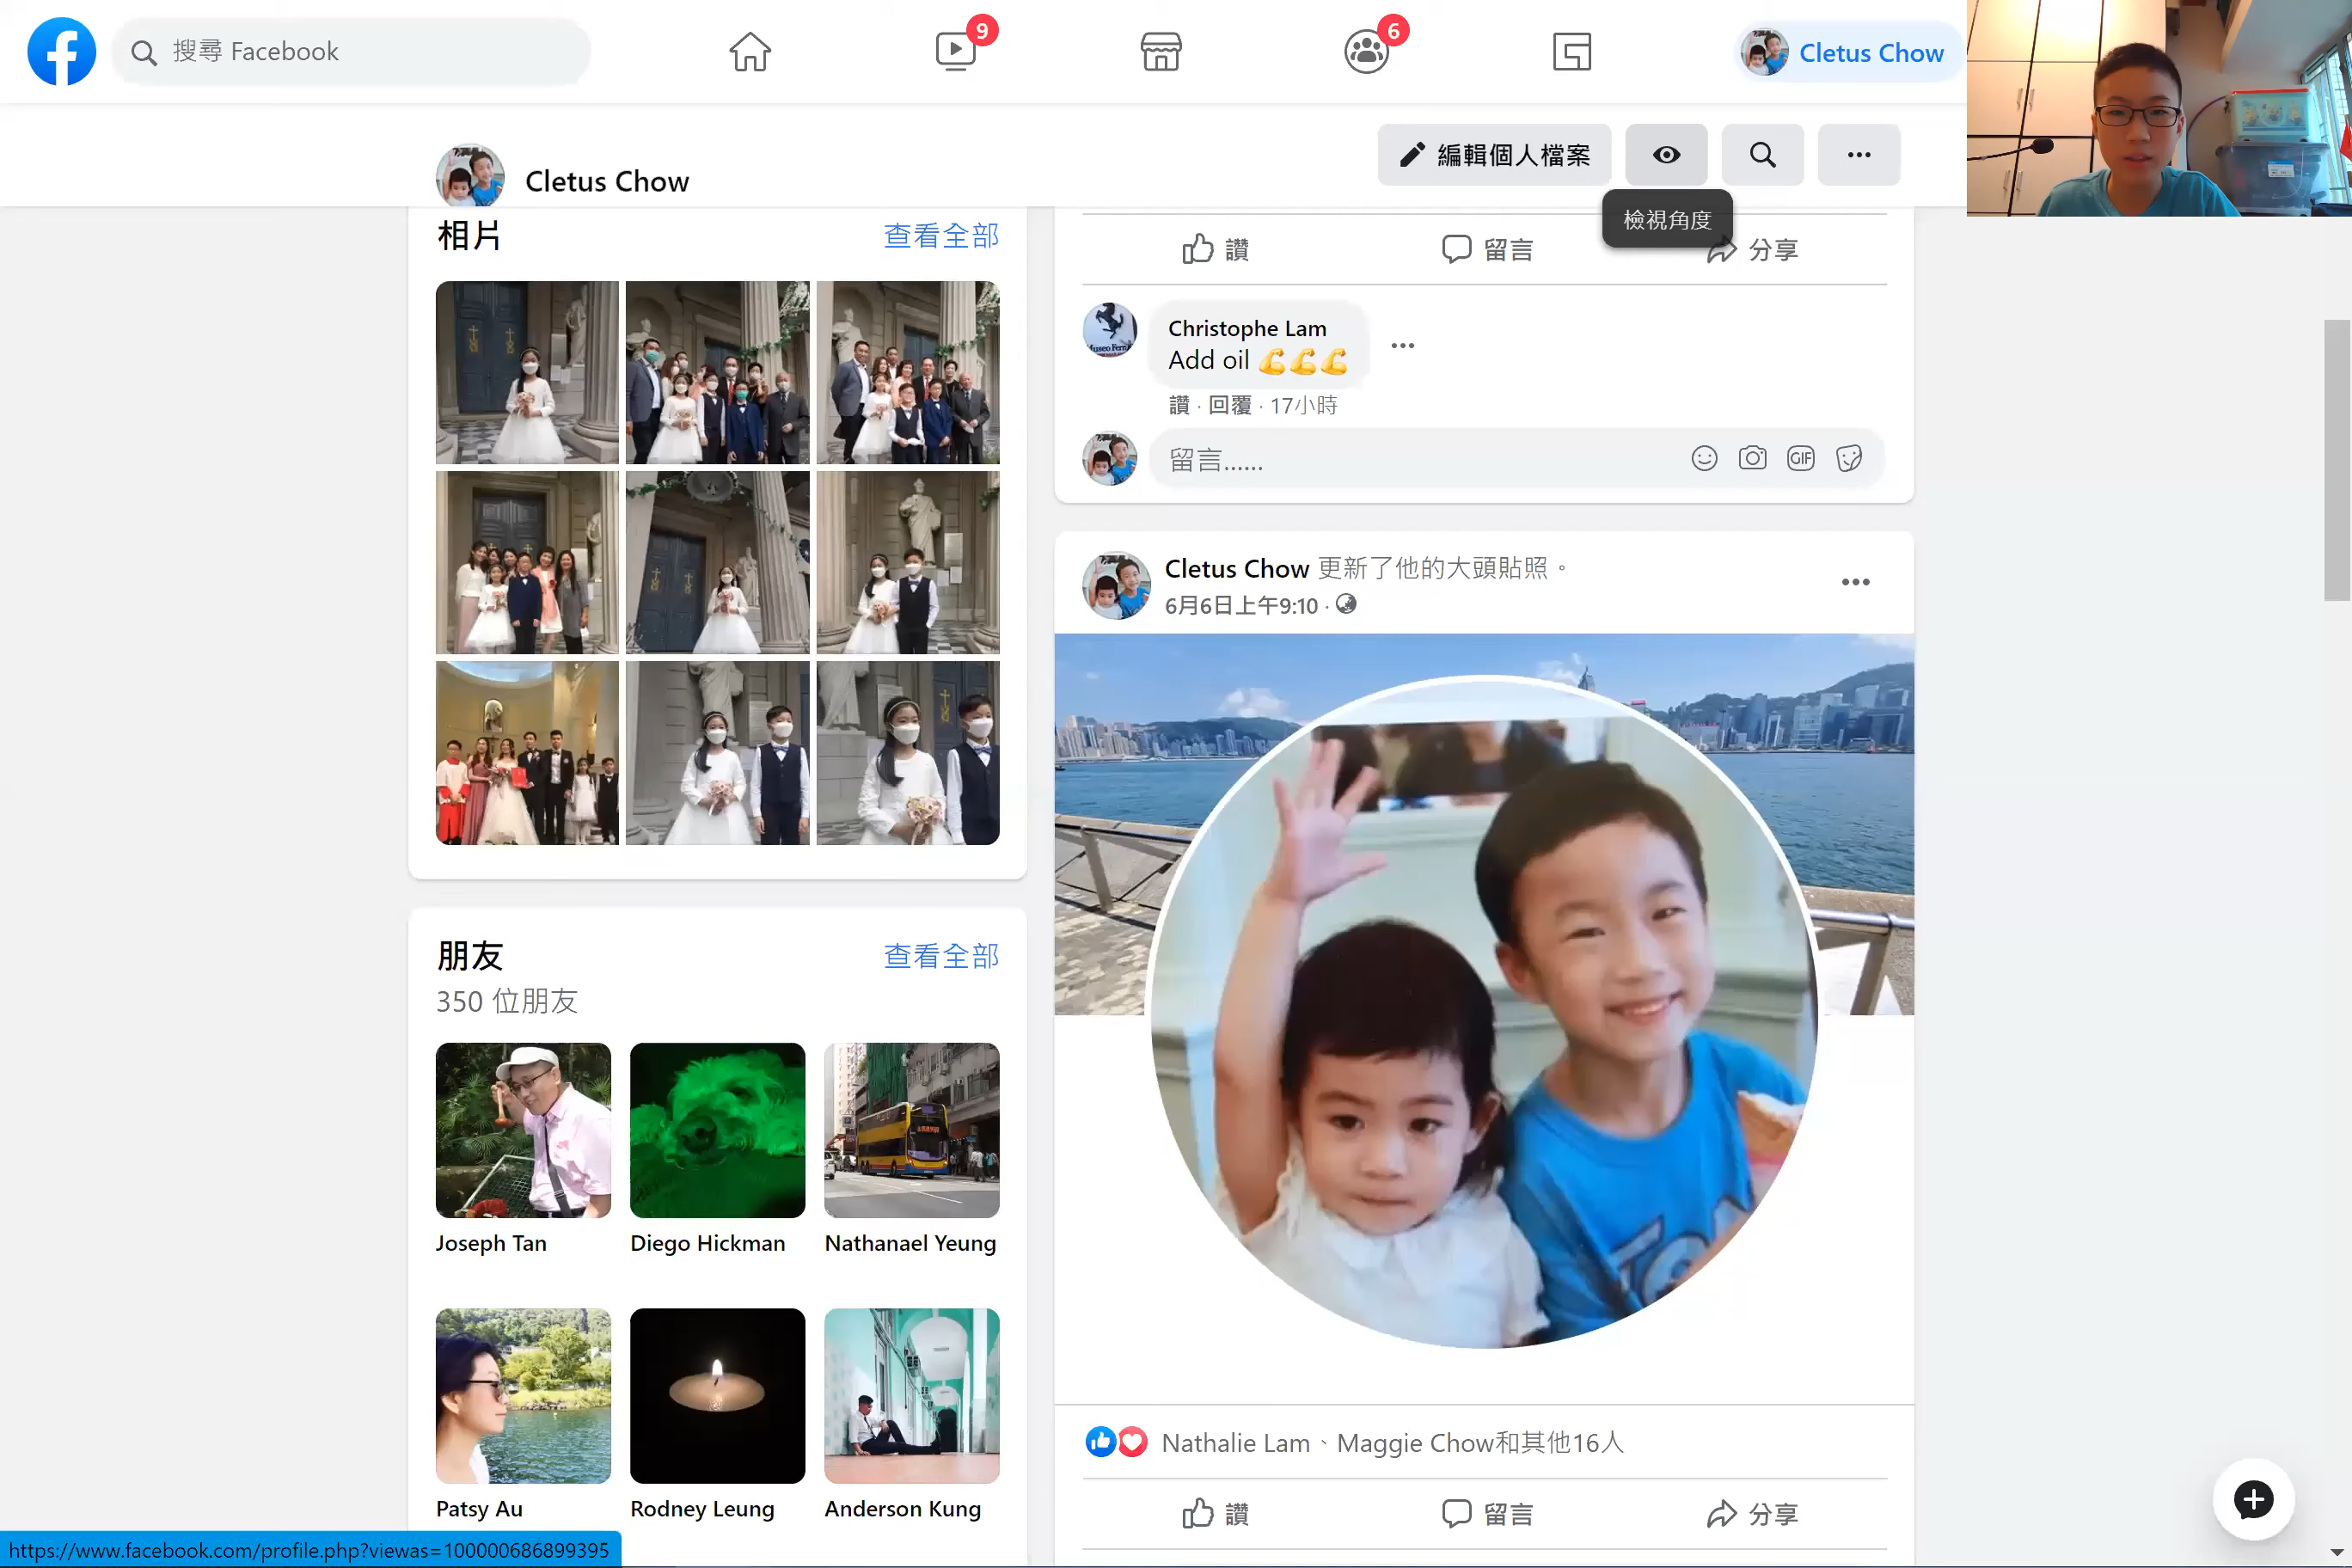 搜尋 Facebook
9
6
Cletus Chow
Cletus Chow
編輯個人檔案
檢視角度
相片
查看全部
讚
留言
分享
Christophe Lam
Add oil 💪💪💪
讚 · 回覆 · 17小時
留言......
GIF
Cletus Chow 更新了他的大頭貼照。
6月6日上午9:10 ·
朋友
查看全部
350 位朋友
Joseph Tan
Diego Hickman
Nathanael Yeung
Patsy Au
Rodney Leung
Anderson Kung
Nathalie Lam、Maggie Chow和其他16人
讚
留言
分享
https://www.facebook.com/profile.php?viewas=100000686899395